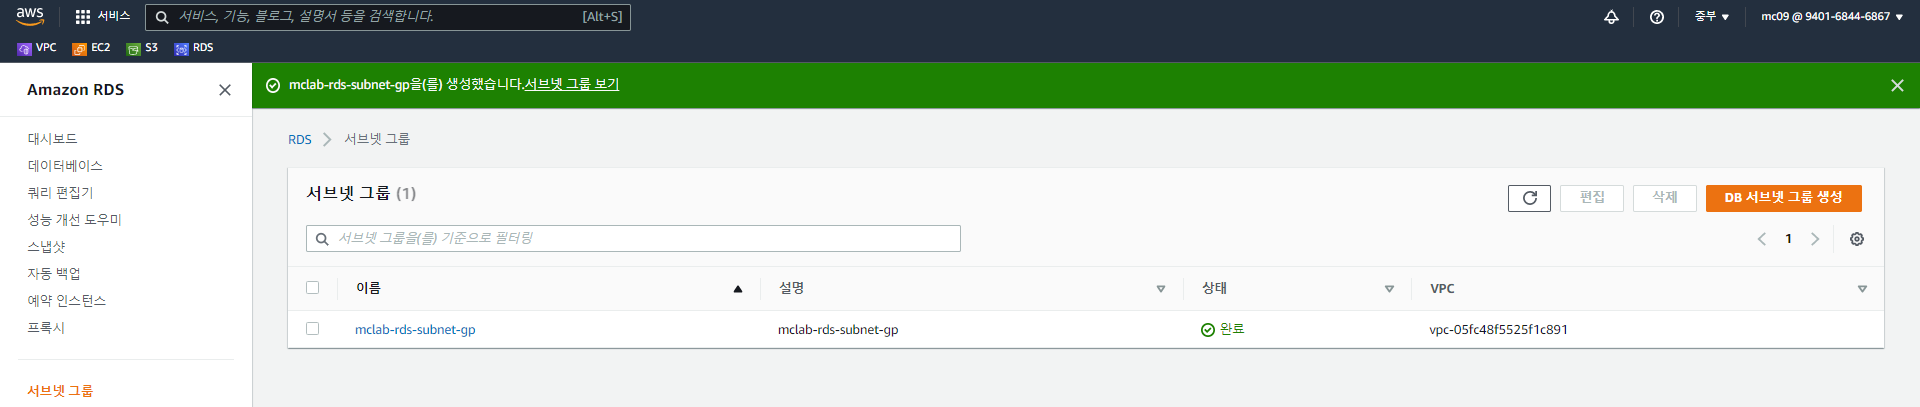 aws 서비스 서비스, 기능, 블로그, 설명서 등을 검색합니다. [Alt+S] 중부 ▼ mc09 @ 9401-6844-6867 ▼
VPC EC2 S3 RDS
Amazon RDS
대시보드
데이터베이스
쿼리 편집기
성능 개선 도우미
스냅샷
자동 백업
예약 인스턴스
프록시
서브넷 그룹
mclab-rds-subnet-gp을(를) 생성했습니다.서브넷 그룹 보기
RDS 서브넷 그룹
서브넷 그룹 (1)
편집 삭제 DB 서브넷 그룹 생성
서브넷 그룹을(를) 기준으로 필터링
1
이름 설명 상태 VPC
mclab-rds-subnet-gp mclab-rds-subnet-gp 완료 vpc-05fc48f5525f1c891